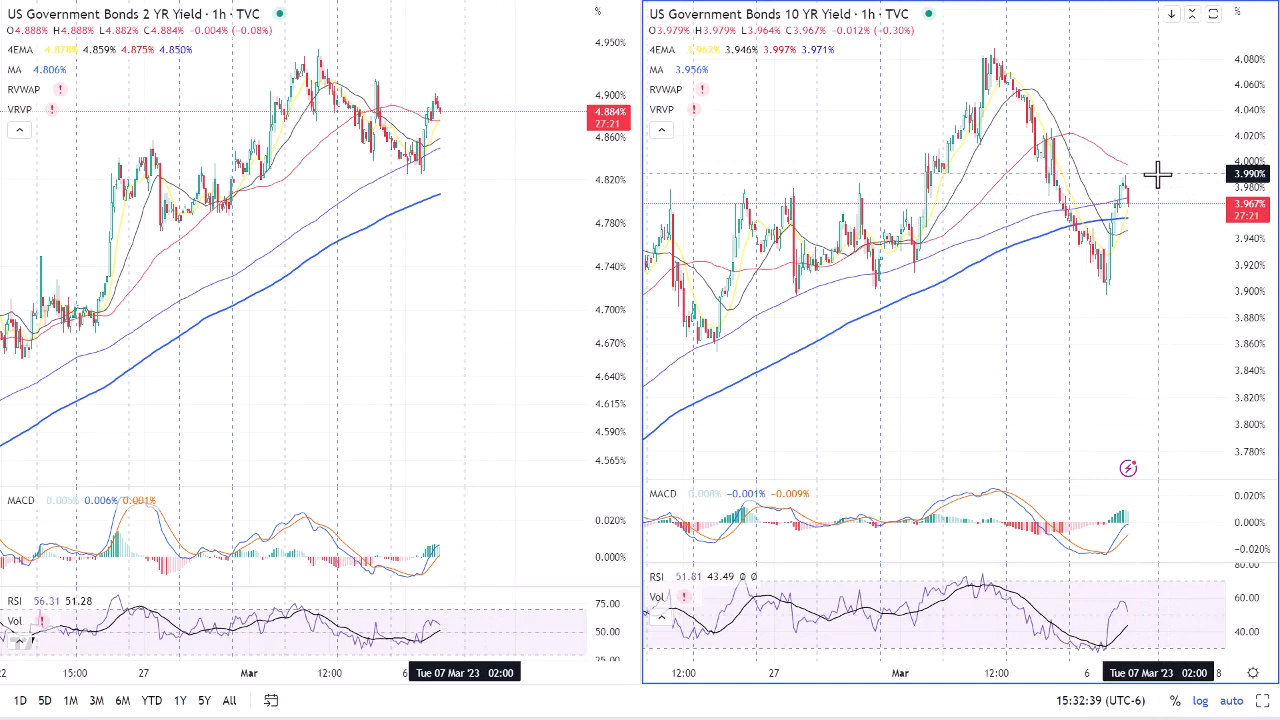 US Government Bonds 2 YR Yield · 1h · TVC
O4.888% H4.888% L4.882% C4.884% −0.004% (−0.08%)
4EMA 4.878% 4.859% 4.875% 4.850%
MA 4.806%
RVWAP !
VRVP !
%
4.950%
4.900%
4.884%
27:21
4.860%
4.820%
4.780%
4.740%
4.700%
4.670%
4.640%
4.615%
4.590%
4.565%
MACD 0.005% 0.006% 0.001%
0.020%
0.000%
RSI 56.31 51.28
Vol !
75.00
50.00
25.00
15:00 27 Mar 12:00 6 Tue 07 Mar '23 02:00
US Government Bonds 10 YR Yield · 1h · TVC
O3.979% H3.979% L3.964% C3.967% −0.012% (−0.30%)
4EMA 3.962% 3.946% 3.997% 3.971%
MA 3.956%
RVWAP !
VRVP !
%
4.080%
4.060%
4.040%
4.020%
4.000%
3.990%
3.980%
3.967%
27:21
3.940%
3.920%
3.900%
3.880%
3.860%
3.840%
3.820%
3.800%
3.780%
MACD 0.008% −0.001% −0.009%
0.020%
0.000%
−0.020%
RSI 51.81 43.49 Ø Ø
Vol !
80.00
60.00
40.00
12:00 27 Mar 12:00 6 Tue 07 Mar '23 02:00 8
1D 5D 1M 3M 6M YTD 1Y 5Y All
15:32:39 (UTC-6) % log auto